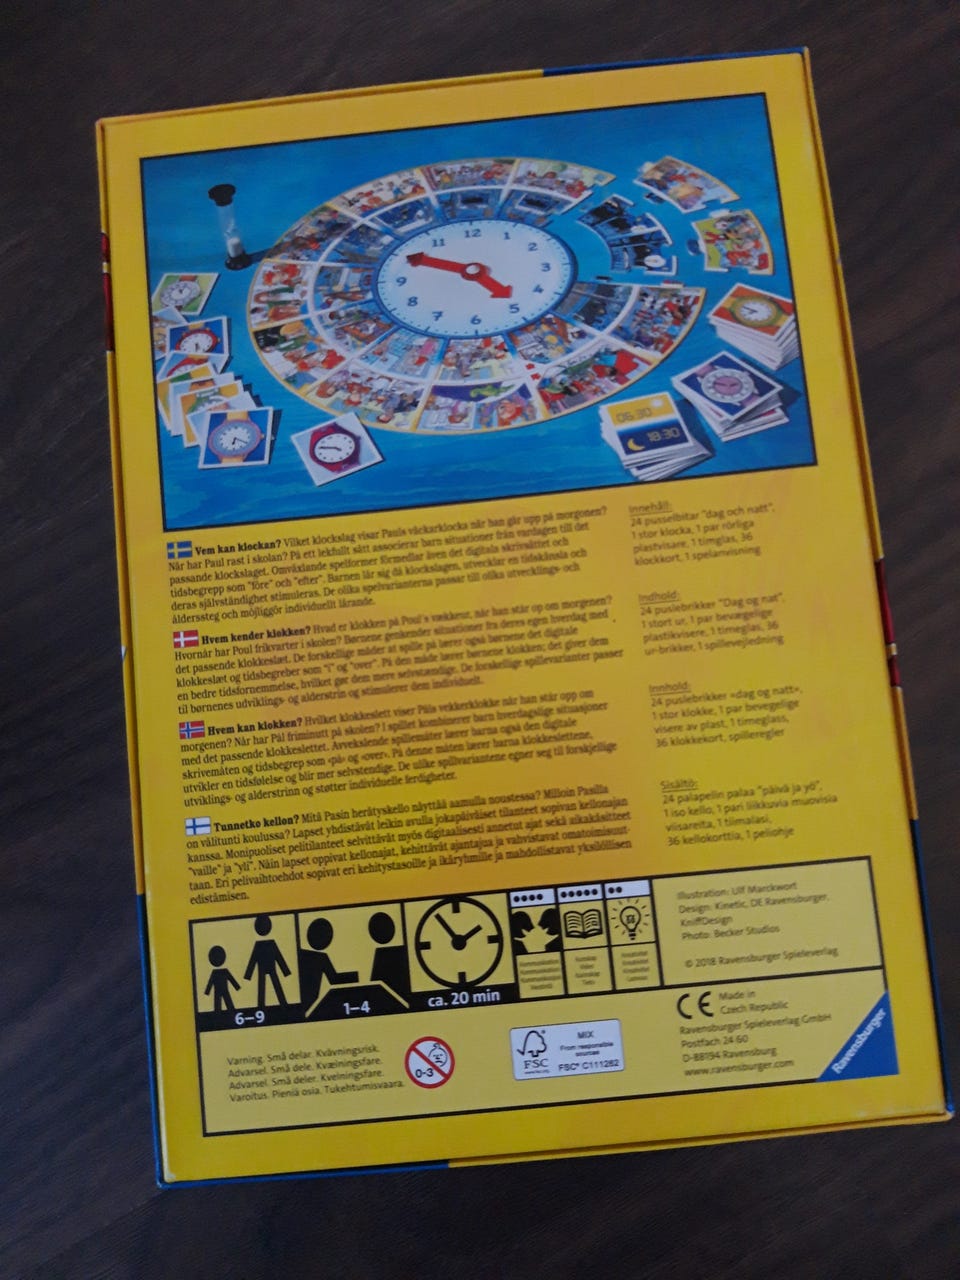 12
1
2
3
4
5
6
7
11
06.30
18:30
Vem kan klockan? Vilket klockslag visar Pauls väckarklocka när han går upp på morgonen?
När har Paul rast i skolan? På ett lekfullt sätt associerar barn situationer från vardagen till det
passande klockslaget. Omväxlande spelformer förmedlar även det digitala skrivsättet och
tidsbegrepp som "före" och "efter". Barnen lär sig då klockslagen, utvecklar en tidskänsla och
deras självständighet stimuleras. De olika spelvarianterna passar till olika utvecklings- och
ålderssteg och möjliggör individuellt lärande.
Innehåll:
24 pusselbitar "dag och natt",
1 stor klocka, 1 par rörliga
plastvisare, 1 timglas, 36
klockkort, 1 spelanvisning
Hvem kender klokken? Hvad er klokken på Poul's vækkeur, når han står op om morgenen?
Hvornår har Poul frikvarter i skolen? Børnene genkender situationer fra deres egen hverdag med
det passende klokkeslæt. De forskellige måder at spille på lærer også børnene det digitale
klokkeslæt og tidsbegreber som "i" og "over". På den måde lærer børnene klokken; det giver dem
en bedre tidsfornemmelse, hvilket gør dem mere selvstændige. De forskellige spillevarianter passer
til børnenes udviklings- og alderstrin og stimulerer dem individuelt.
Indhold:
24 puslebrikker "Dag og nat",
1 stort ur, 1 par bevægelige
plastikvisere, 1 timeglas, 36
ur-brikker, 1 spillevejledning
Hvem kan klokken? Hvilket klokkeslett viser Påls vekkerklokke når han står opp om
morgenen? Når har Pål friminutt på skolen? I spillet kombinerer barn hverdagslige situasjoner
med det passende klokkeslettet. Avvekslende spillemåter lærer barna også den digitale
skrivemåten og tidsbegrep som «på» og «over». På denne måten lærer barna klokkeslettene,
utvikler en tidsfølelse og blir mer selvstendige. De ulike spillvariantene egner seg til forskjellige
utviklings- og alderstrinn og støtter individuelle ferdigheter.
Innhold:
24 puslebrikker «dag og natt»,
1 stor klokke, 1 par bevegelige
visere av plast, 1 timeglass,
36 klokkekort, spilleregler
Tunnetko kellon? Mitä Pasin herätyskello näyttää aamulla noustessa? Milloin Pasilla
on välitunti koulussa? Lapset yhdistävät leikin avulla jokapäiväiset tilanteet sopivan kellonajan
kanssa. Monipuoliset pelitilanteet selvittävät myös digitaalisesti annetut ajat sekä aikakäsitteet
"vaille" ja "yli". Näin lapset oppivat kellonajat, kehittävät ajantajua ja vahvistavat omatoimisuut-
taan. Eri pelivaihtoehdot sopivat eri kehitystasoille ja ikäryhmille ja mahdollistavat yksilöllisen
edistämisen.
Sisältö:
24 palapelin palaa "päivä ja yö",
1 iso kello, 1 pari liikkuvia muovisia
viisareita, 1 tiimalasi,
36 kellokorttia, 1 peliohje
6–9
1–4
ca. 20 min
Illustration: Ulf Marckwort
Design: Kinetic, DE Ravensburger,
KniffDesign
Photo: Becker Studios
© 2018 Ravensburger Spieleverlag
Varning. Små delar. Kvävningsrisk.
Advarsel. Små dele. Kvælningsfare.
Advarsel. Små deler. Kvelningsfare.
Varoitus. Pieniä osia. Tukehtumisvaara.
0-3
FSC
www.fsc.org
MIX
From responsible
sources
FSC® C111262
CE
Made in
Czech Republic
Ravensburger Spieleverlag GmbH
Postfach 24 60
D-88194 Ravensburg
www.ravensburger.com
Ravensburger